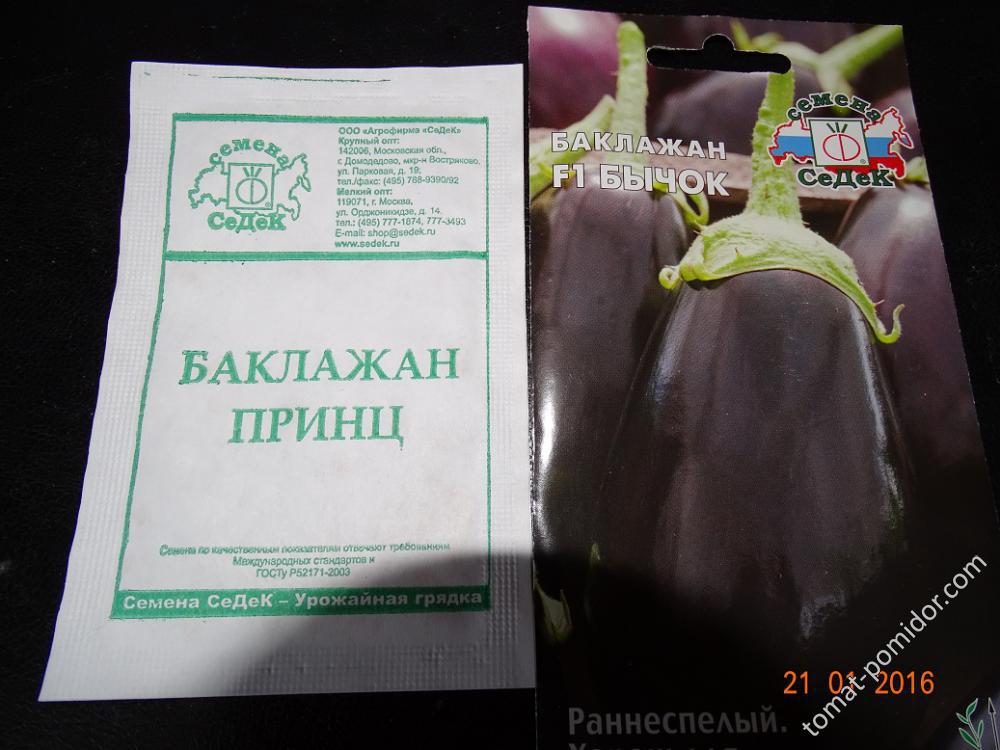 семена
СеДеК
ООО «Агрофирма «СеДеК»
Крупный опт:
142006, Московская обл.,
г. Домодедово, мкр-н Востряково,
ул. Парковая, д. 19;
тел./факс: (495) 788-9390/92
Мелкий опт:
119071, г. Москва,
ул. Орджоникидзе, д. 14.
тел.: (495) 777-1874, 777-3493
E-mail: shop@sedek.ru
www.sedek.ru
БАКЛАЖАН
ПРИНЦ
Семена по качественным показателям отвечают требованиям
Международных стандартов и
ГОСТу Р52171-2003
Семена СеДеК – Урожайная грядка
БАКЛАЖАН
F1 БЫЧОК
семена
СеДеК
Раннеспелый.
21 01 2016
tomat-pomidor.com